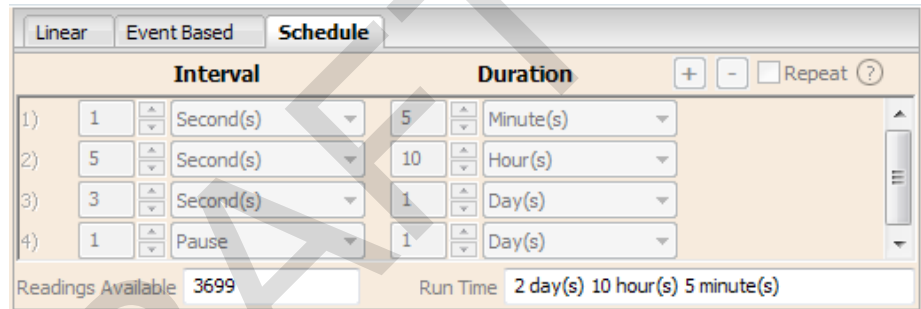 Linear Event Based Schedule
Interval Duration + - Repeat ?
1) 1 Second(s) 5 Minute(s)
2) 5 Second(s) 10 Hour(s)
3) 3 Second(s) 1 Day(s)
4) 1 Pause 1 Day(s)
Readings Available 3699 Run Time 2 day(s) 10 hour(s) 5 minute(s)
DRAFT